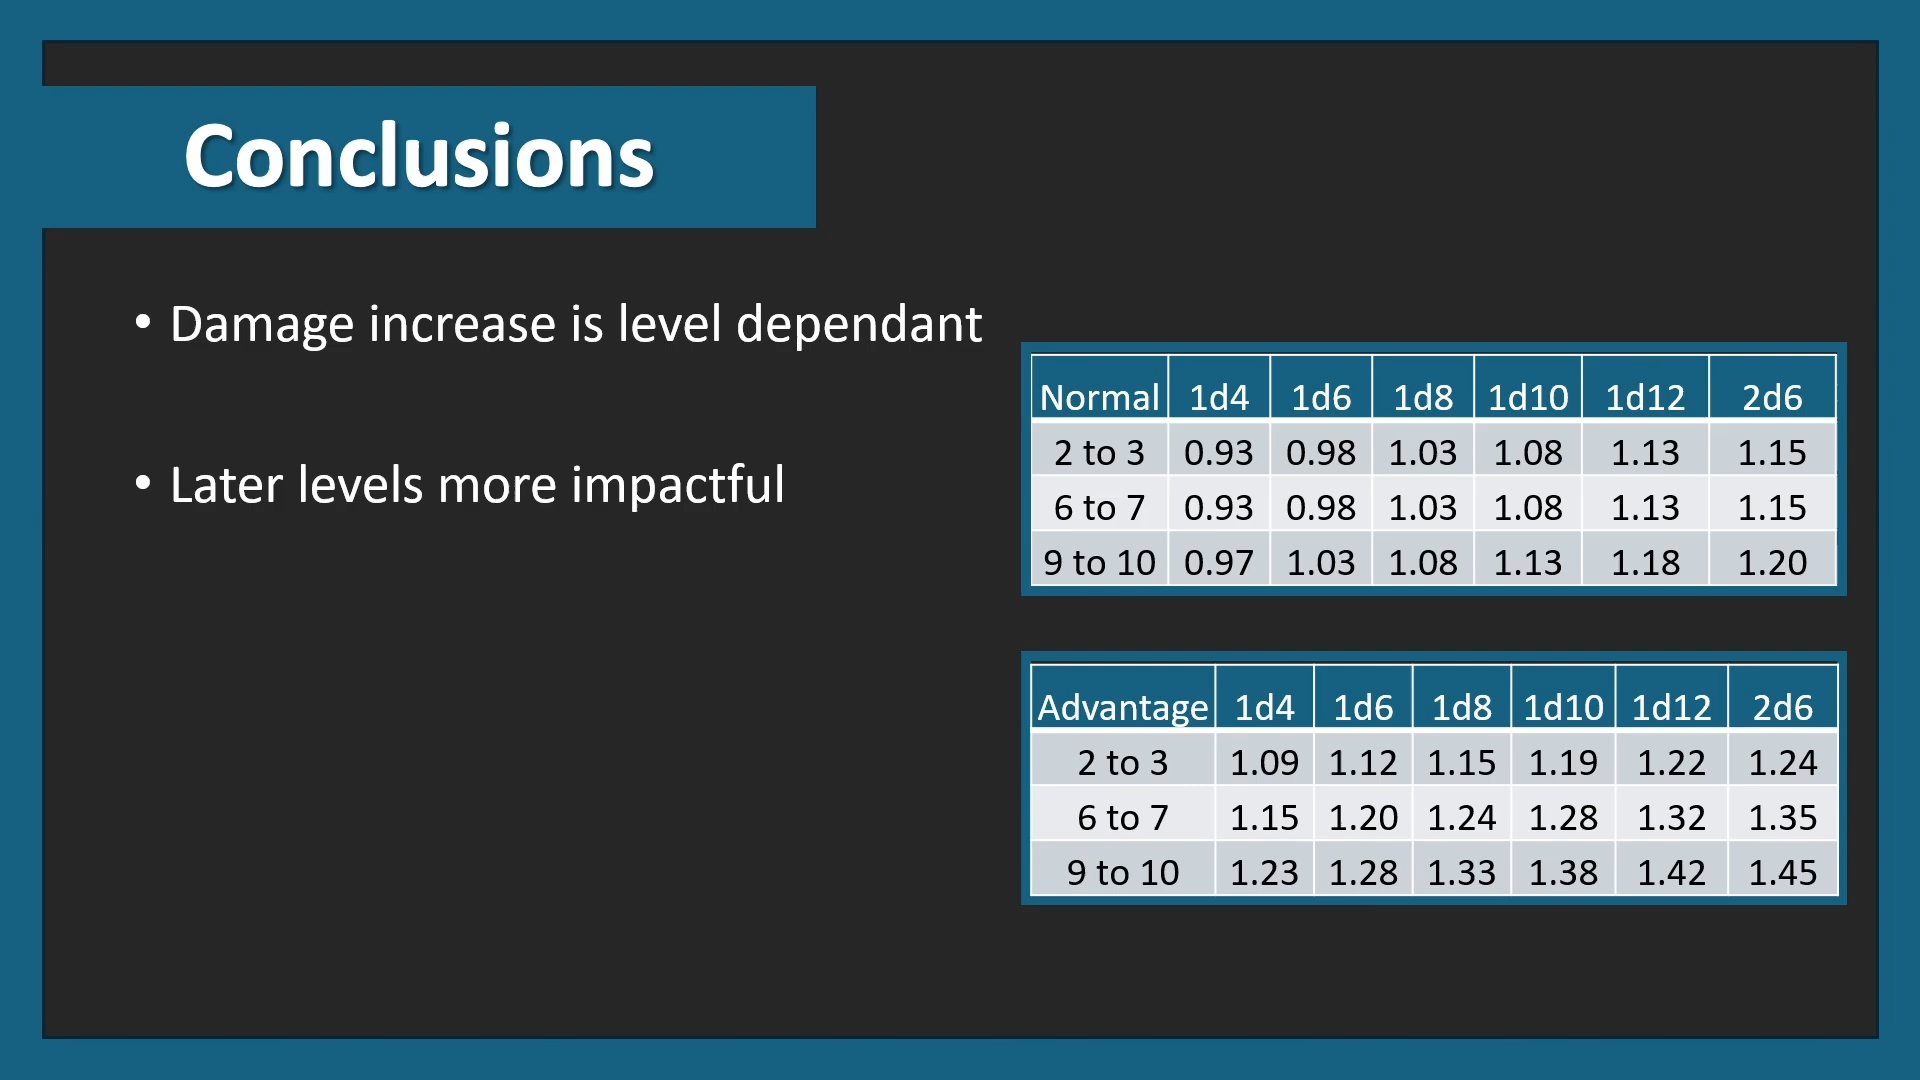 Conclusions
• Damage increase is level dependant
• Later levels more impactful
Normal 1d4 1d6 1d8 1d10 1d12 2d6
2 to 3 0.93 0.98 1.03 1.08 1.13 1.15
6 to 7 0.93 0.98 1.03 1.08 1.13 1.15
9 to 10 0.97 1.03 1.08 1.13 1.18 1.20
Advantage 1d4 1d6 1d8 1d10 1d12 2d6
2 to 3 1.09 1.12 1.15 1.19 1.22 1.24
6 to 7 1.15 1.20 1.24 1.28 1.32 1.35
9 to 10 1.23 1.28 1.33 1.38 1.42 1.45